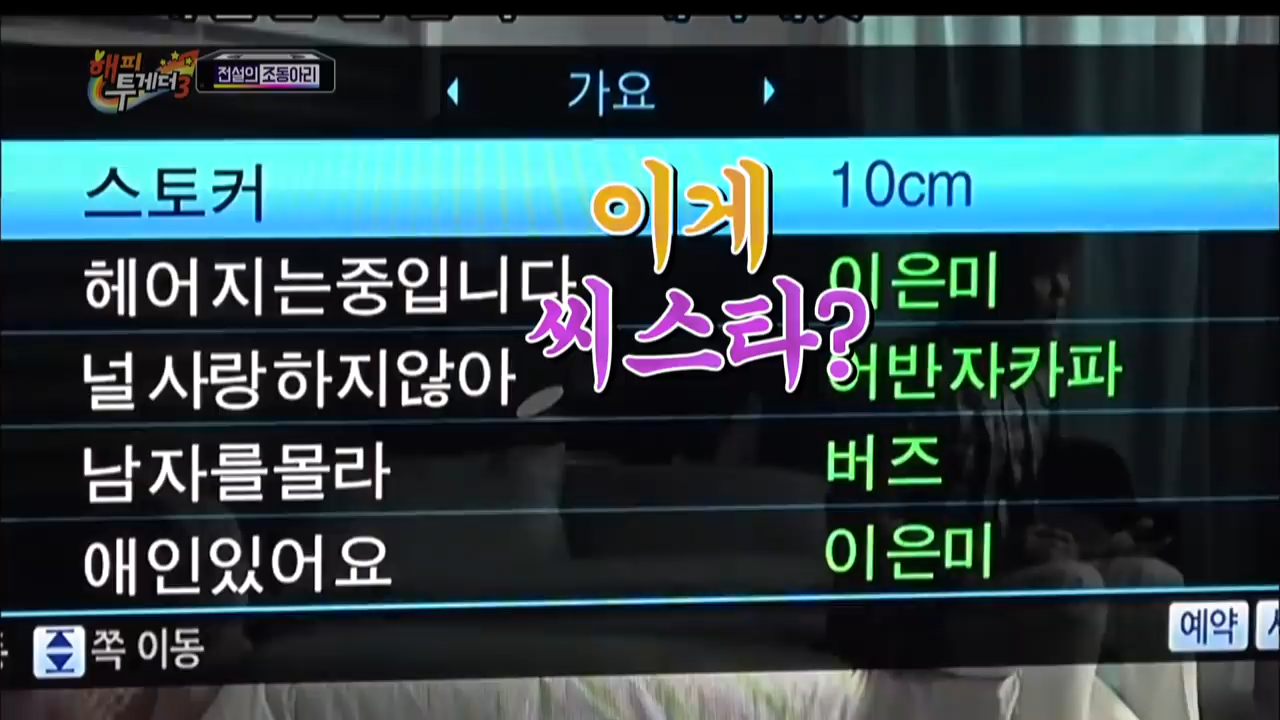 해피투게더3
전설의 조동아리
가요
스토커 10cm
헤어지는중입니다 이은미
널사랑하지않아 어반자카파
남자를몰라 버즈
애인있어요 이은미
이게
씨스타?
쪽 이동
예약